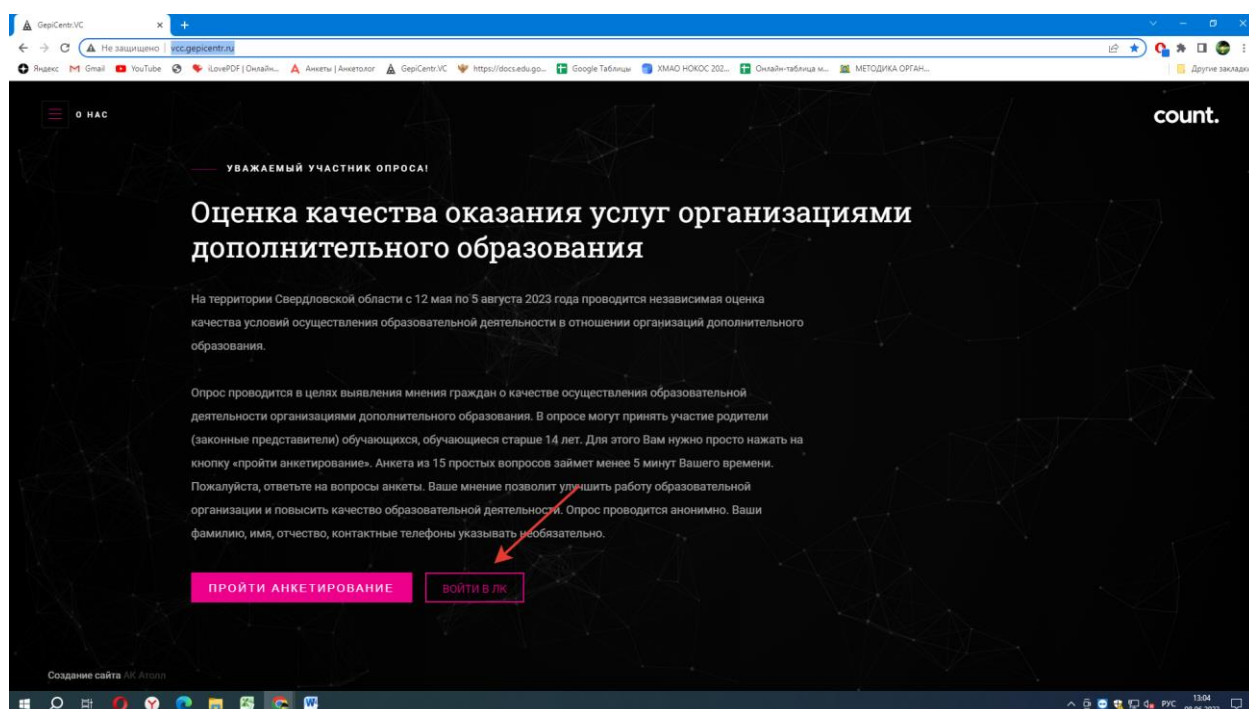 GepiCentr.VC
Не защищено
vcc.gepicentr.ru
Яндекс
Gmail
YouTube
iLovePDF | Онлайн...
Анкеты | Анкетолог
GepiCentr.VC
https://docs.edu.go...
Google Таблицы
ХМАО НОКОС 202...
Онлайн-таблица м...
МЕТОДИКА ОРГАН...
Другие закладки
О НАС
count.
УВАЖАЕМЫЙ УЧАСТНИК ОПРОСА!
Оценка качества оказания услуг организациями
дополнительного образования
На территории Свердловской области с 12 мая по 5 августа 2023 года проводится независимая оценка
качества условий осуществления образовательной деятельности в отношении организаций дополнительного
образования.
Опрос проводится в целях выявления мнения граждан о качестве осуществления образовательной
деятельности организациями дополнительного образования. В опросе могут принять участие родители
(законные представители) обучающихся, обучающиеся старше 14 лет. Для этого Вам нужно просто нажать на
кнопку «пройти анкетирование». Анкета из 15 простых вопросов займет менее 5 минут Вашего времени.
Пожалуйста, ответьте на вопросы анкеты. Ваше мнение позволит улучшить работу образовательной
организации и повысить качество образовательной деятельности. Опрос проводится анонимно. Ваши
фамилию, имя, отчество, контактные телефоны указывать необязательно.
ПРОЙТИ АНКЕТИРОВАНИЕ
ВОЙТИ В ЛК
Создание сайта АК Атолл
РУС
13:04